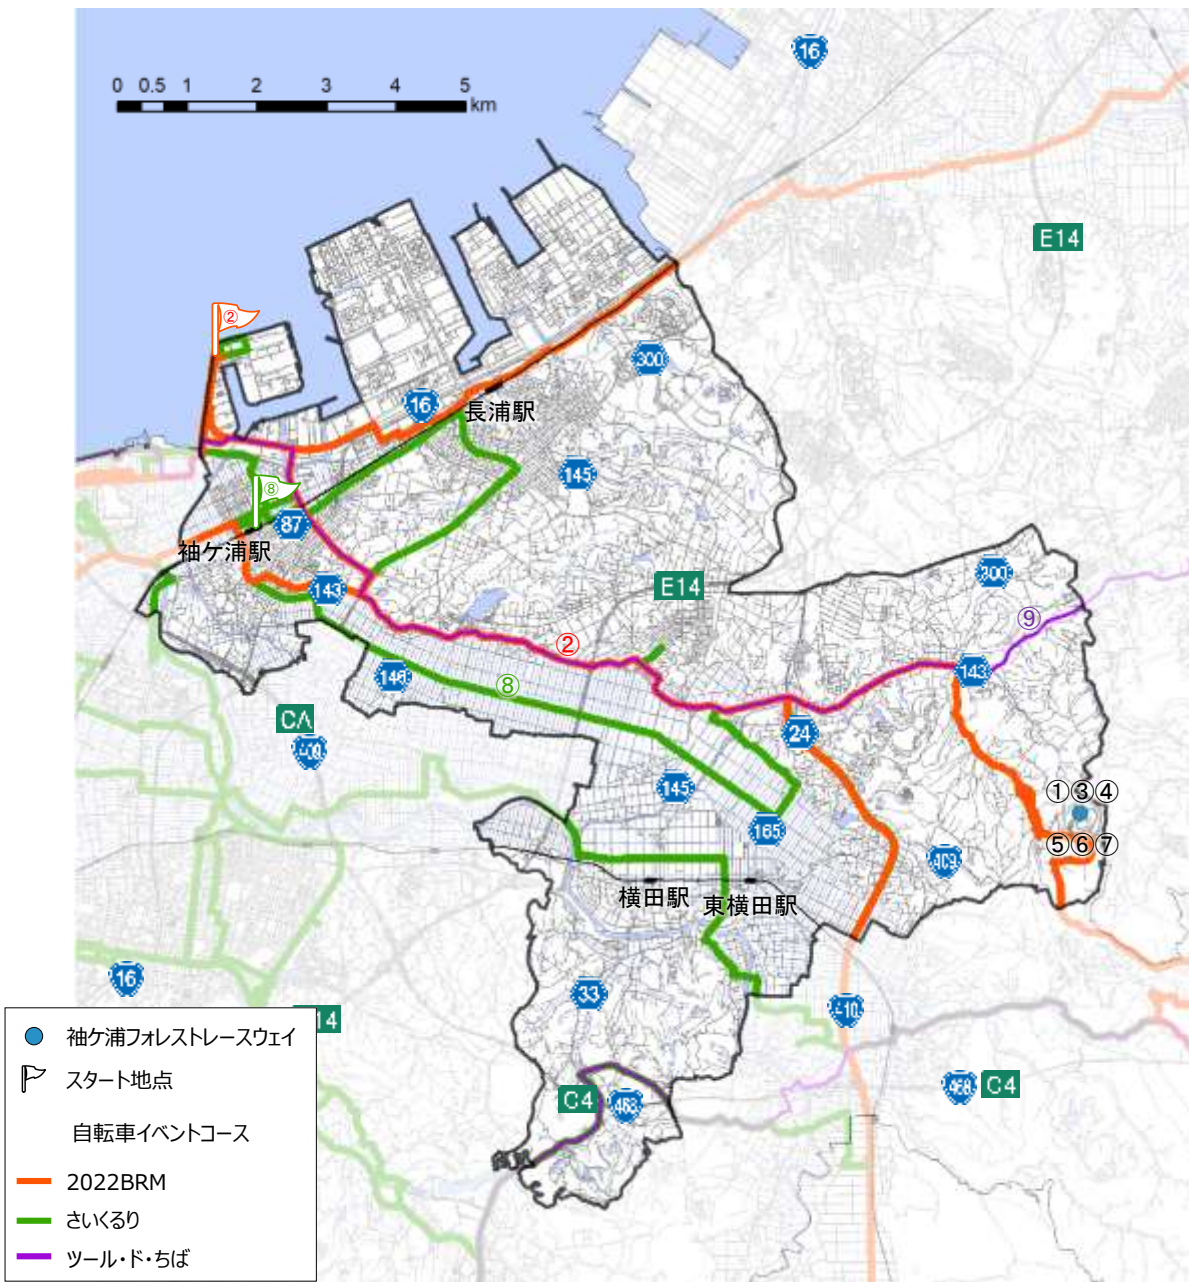 16
0 0.5 1 2 3 4 5
km
E14
②
300
16
長浦駅
145
⑧
87
袖ケ浦駅
143
E14
300
⑨
②
143
146
⑧
CA
409
24
145
165
①③④
⑤⑥⑦
409
横田駅
東横田駅
16
33
410
14
C4
468
468
C4
袖ケ浦フォレストレースウェイ
スタート地点
自転車イベントコース
2022BRM
さいくるり
ツール・ド・ちば